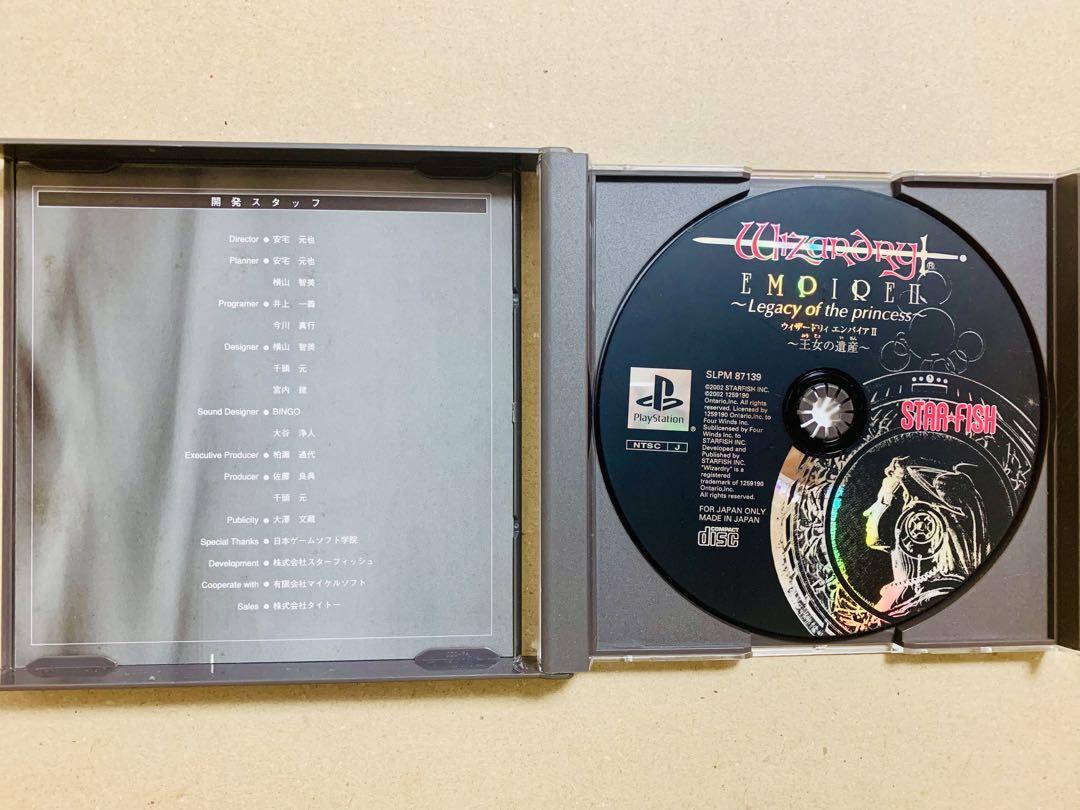 開発スタッフ
Director ● 安宅 元也
Planner ● 安宅 元也
横山 智美
Programer ● 井上 一義
今川 真行
Designer ● 横山 智美
千頭 元
宮内 建
Sound Designer ● BINGO
大谷 浄人
Executive Producer ● 柏瀬 通代
Producer ● 佐藤 良典
千頭 元
Publicity ● 大澤 文蔵
Special Thanks ● 日本ゲームソフト学院
Development ● 株式会社スターフィッシュ
Cooperate with ● 有限会社マイケルソフト
Sales ● 株式会社タイトー
Wizardry®
EMPIRE II
~Legacy of the princess~
ウィザードリィ エンパイアII
~王女の遺産~
SLPM 87139
PlayStation®
NTSC J
©2002 STARFISH INC.
©2002 1259190
Ontario,Inc. All rights
reserved. Licensed by
1259190 Ontario,Inc. to
Four Winds Inc.
Sublicensed by Four
Winds Inc. to
STARFISH INC.
Developed and
Published by
STARFISH INC.
"Wizardry" is a
registered
trademark of 1259190
Ontario,Inc.
All rights reserved.
FOR JAPAN ONLY
MADE IN JAPAN
COMPACT
disc
STAR✦FISH